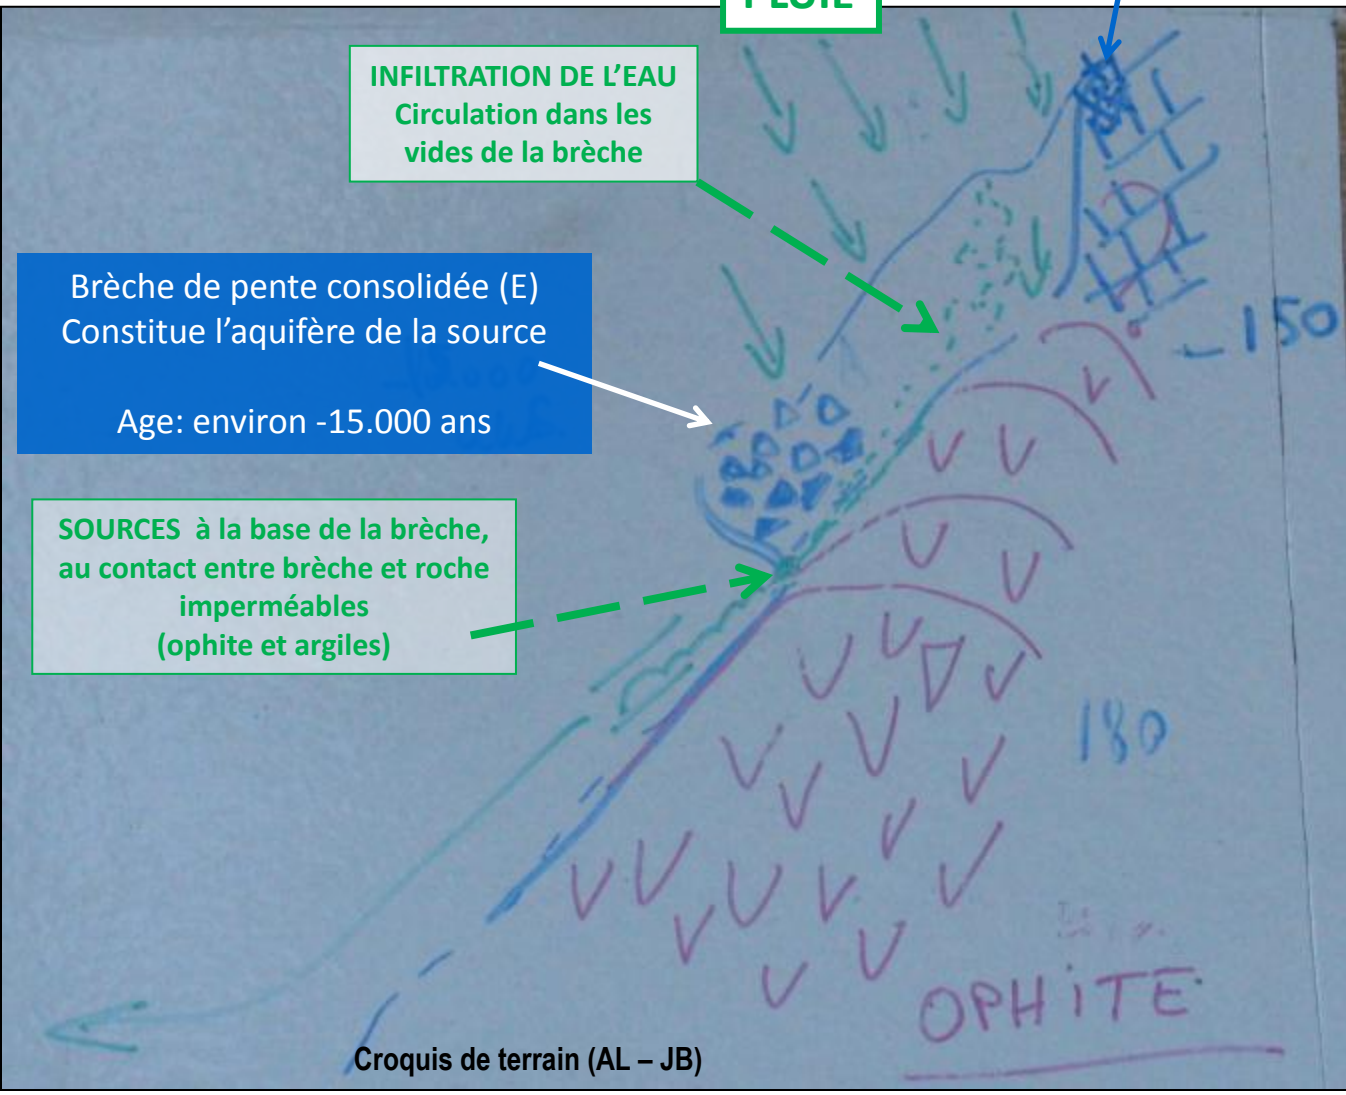 PLUIE
INFILTRATION DE L'EAU
Circulation dans les
vides de la brèche
Brèche de pente consolidée (E)
Constitue l'aquifère de la source
Age: environ -15.000 ans
SOURCES à la base de la brèche,
au contact entre brèche et roche
imperméables
(ophite et argiles)
- 150
180
OPHiTE
Croquis de terrain (AL – JB)